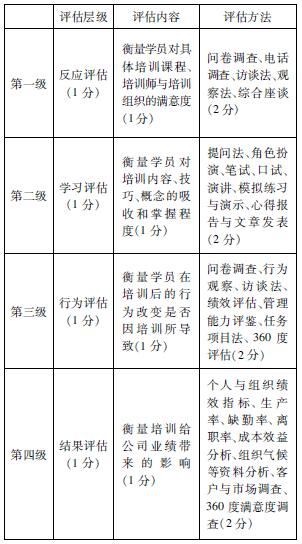 评估层级
评估内容
评估方法
第一级
反应评估
(1 分)
衡量学员对具
体培训课程、
培训师与培训
组织的满意度
(1分)
问卷调查、电话
调查、访谈法、观
察法、综合座谈
(2 分)
第二级
学习评估
(1 分)
衡量学员对
培训内容、技
巧、概念的吸
收和掌握程
度(1分)
提问法、角色扮
演、笔试、口试、
演讲、模拟练习
与演示、心得报
告与文章发表
(2 分)
第三级
行为评估
(1 分)
衡量学员在
培训后的行
为改变是否
因培训所导
致(1分)
问卷调查、行为
观察、访谈法、
绩效评估、管理
能力评鉴、任务
项目法、360 度
评估(2分)
第四级
结果评估
(1 分)
衡量培训给
公司业绩带
来的影响
(1分)
个人与组织绩
效指标、生产
率、缺勤率、离
职率、成本效益
分析、组织气候
等资料分析、客
户与市场调查、
360 度满意度调
查(2分)